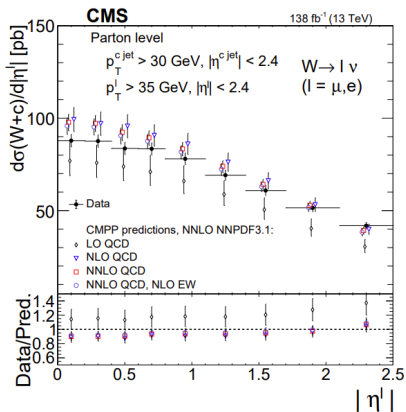 CMS 138 fb⁻¹ (13 TeV)
dσ(W+c)/d|η^l| [pb]
Parton level
p_T^{c jet} > 30 GeV, |η^{c jet}| < 2.4
p_T^l > 35 GeV, |η^l| < 2.4
W→ l ν
(l = μ,e)
150
100
50
Data
CMPP predictions, NNLO NNPDF3.1:
LO QCD
NLO QCD
NNLO QCD
NNLO QCD, NLO EW
Data/Pred.
1.4
1.2
1
0.8
0.6
0 0.5 1 1.5 2 2.5
| η^l |